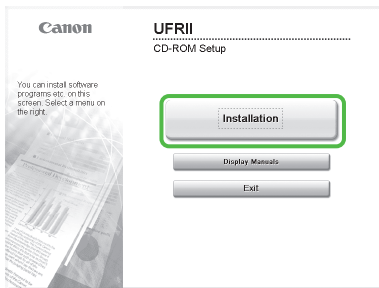 Canon
UFRII
CD-ROM Setup
You can install software
programs etc. on this
screen. Select a menu on
the right.
Installation
Display Manuals
Exit